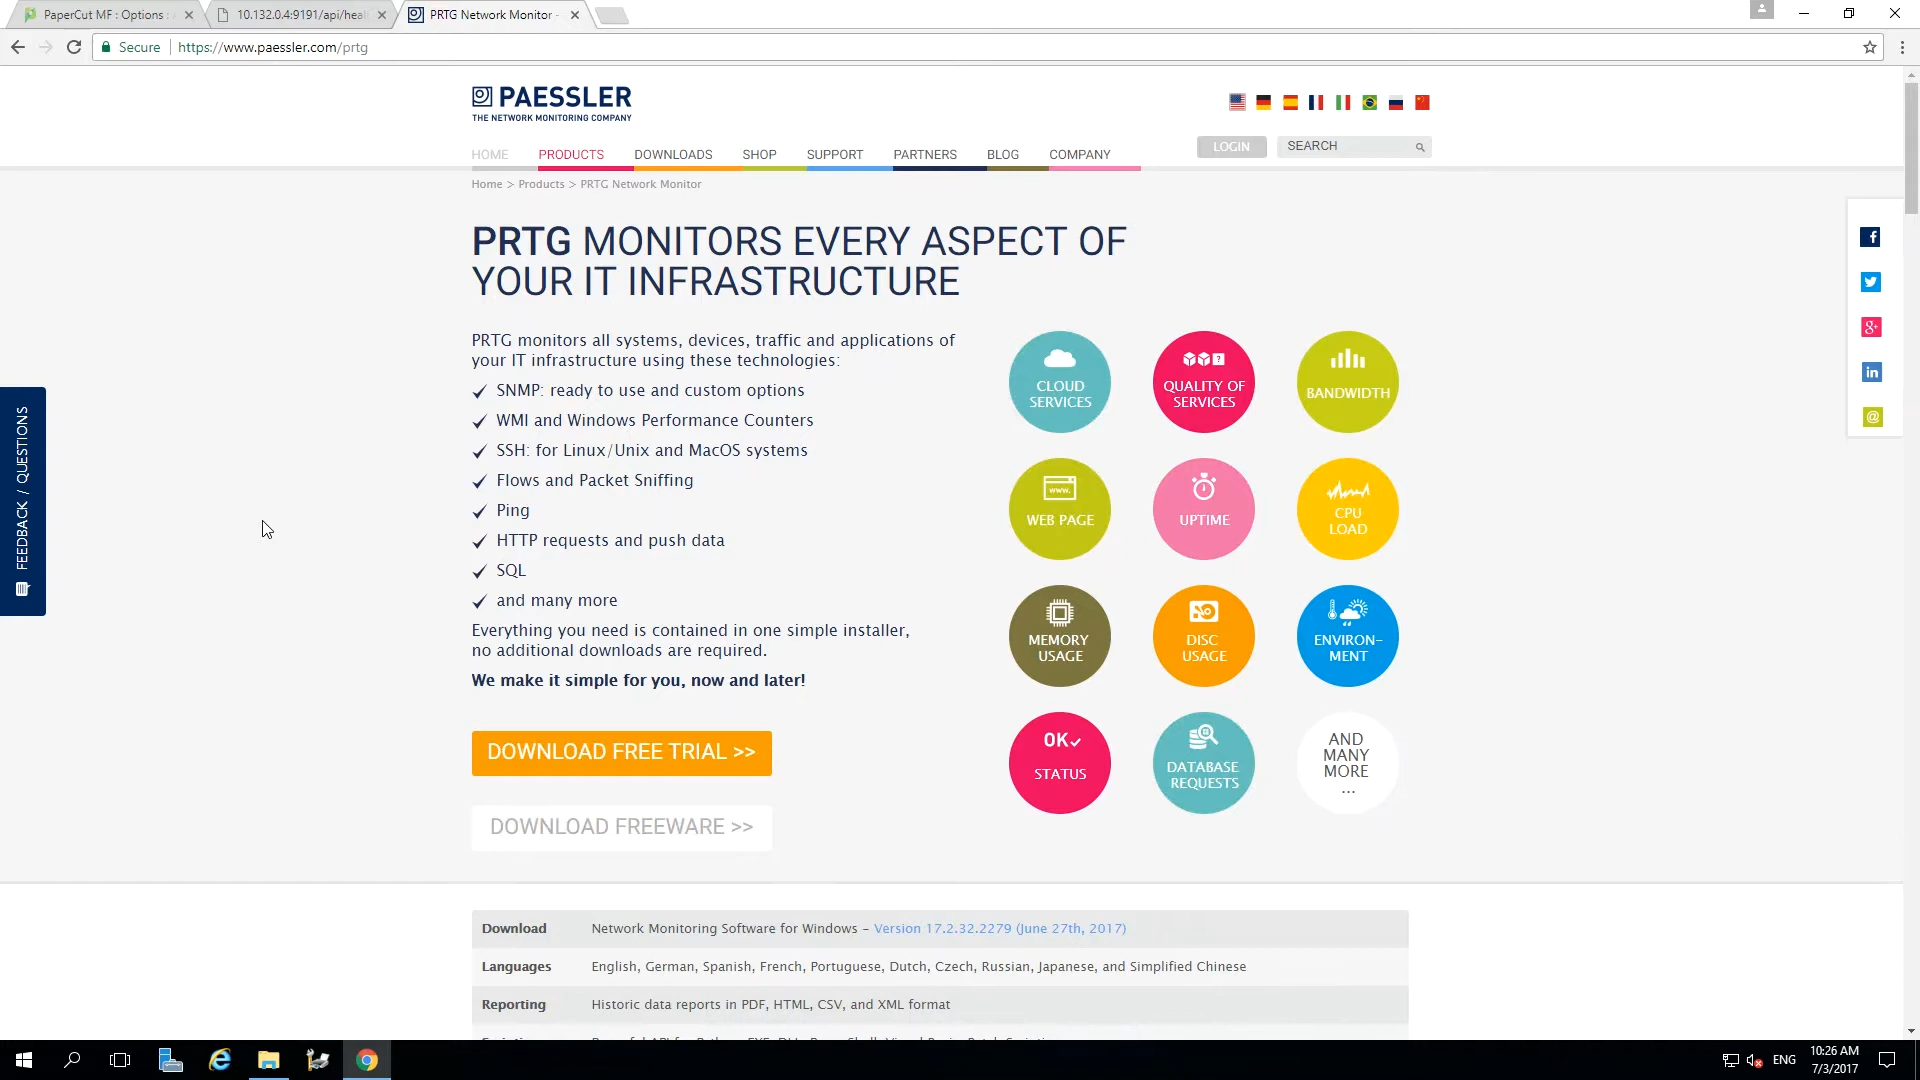 PaperCut MF : Options :
10.132.0.4:9191/api/heal
PRTG Network Monitor -
Secure
https://www.paessler.com/prtg
PAESSLER
THE NETWORK MONITORING COMPANY
HOME
PRODUCTS
DOWNLOADS
SHOP
SUPPORT
PARTNERS
BLOG
COMPANY
LOGIN
SEARCH
Home > Products > PRTG Network Monitor
PRTG MONITORS EVERY ASPECT OF
YOUR IT INFRASTRUCTURE
PRTG monitors all systems, devices, traffic and applications of
your IT infrastructure using these technologies:
SNMP: ready to use and custom options
WMI and Windows Performance Counters
SSH: for Linux/Unix and MacOS systems
Flows and Packet Sniffing
Ping
HTTP requests and push data
SQL
and many more
Everything you need is contained in one simple installer,
no additional downloads are required.
We make it simple for you, now and later!
DOWNLOAD FREE TRIAL >>
DOWNLOAD FREEWARE >>
CLOUD
SERVICES
?
QUALITY OF
SERVICES
BANDWIDTH
www.
WEB PAGE
UPTIME
CPU
LOAD
MEMORY
USAGE
DISC
USAGE
ENVIRON-
MENT
OK
STATUS
DATABASE
REQUESTS
AND
MANY
MORE
...
FEEDBACK / QUESTIONS
f
g+
in
@
Download
Network Monitoring Software for Windows – Version 17.2.32.2279 (June 27th, 2017)
Languages
English, German, Spanish, French, Portuguese, Dutch, Czech, Russian, Japanese, and Simplified Chinese
Reporting
Historic data reports in PDF, HTML, CSV, and XML format
ENG
10:26 AM
7/3/2017